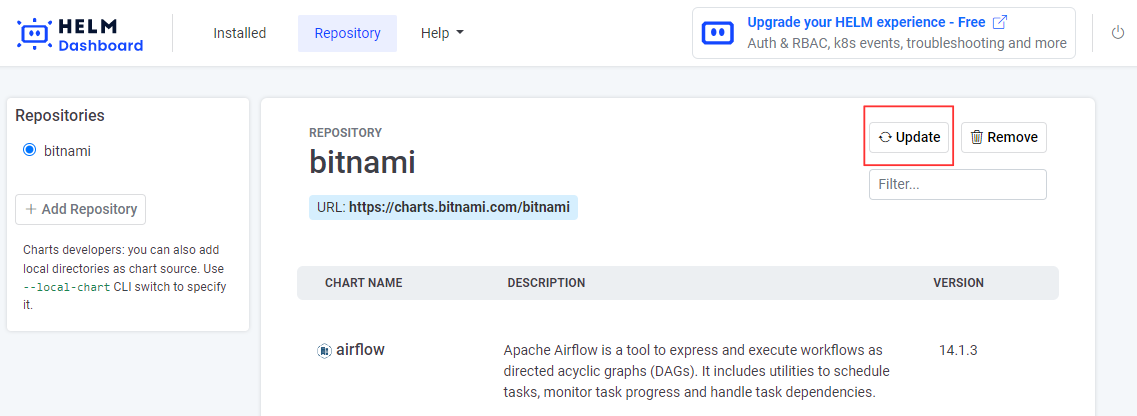 HELM
Dashboard
Installed
Repository
Help
Upgrade your HELM experience - Free
Auth & RBAC, k8s events, troubleshooting and more
Repositories
bitnami
+ Add Repository
Charts developers: you can also add
local directories as chart source. Use
--local-chart CLI switch to specify
it.
REPOSITORY
bitnami
URL: https://charts.bitnami.com/bitnami
Update
Remove
Filter...
CHART NAME
DESCRIPTION
VERSION
airflow
Apache Airflow is a tool to express and execute workflows as
directed acyclic graphs (DAGs). It includes utilities to schedule
tasks, monitor task progress and handle task dependencies.
14.1.3